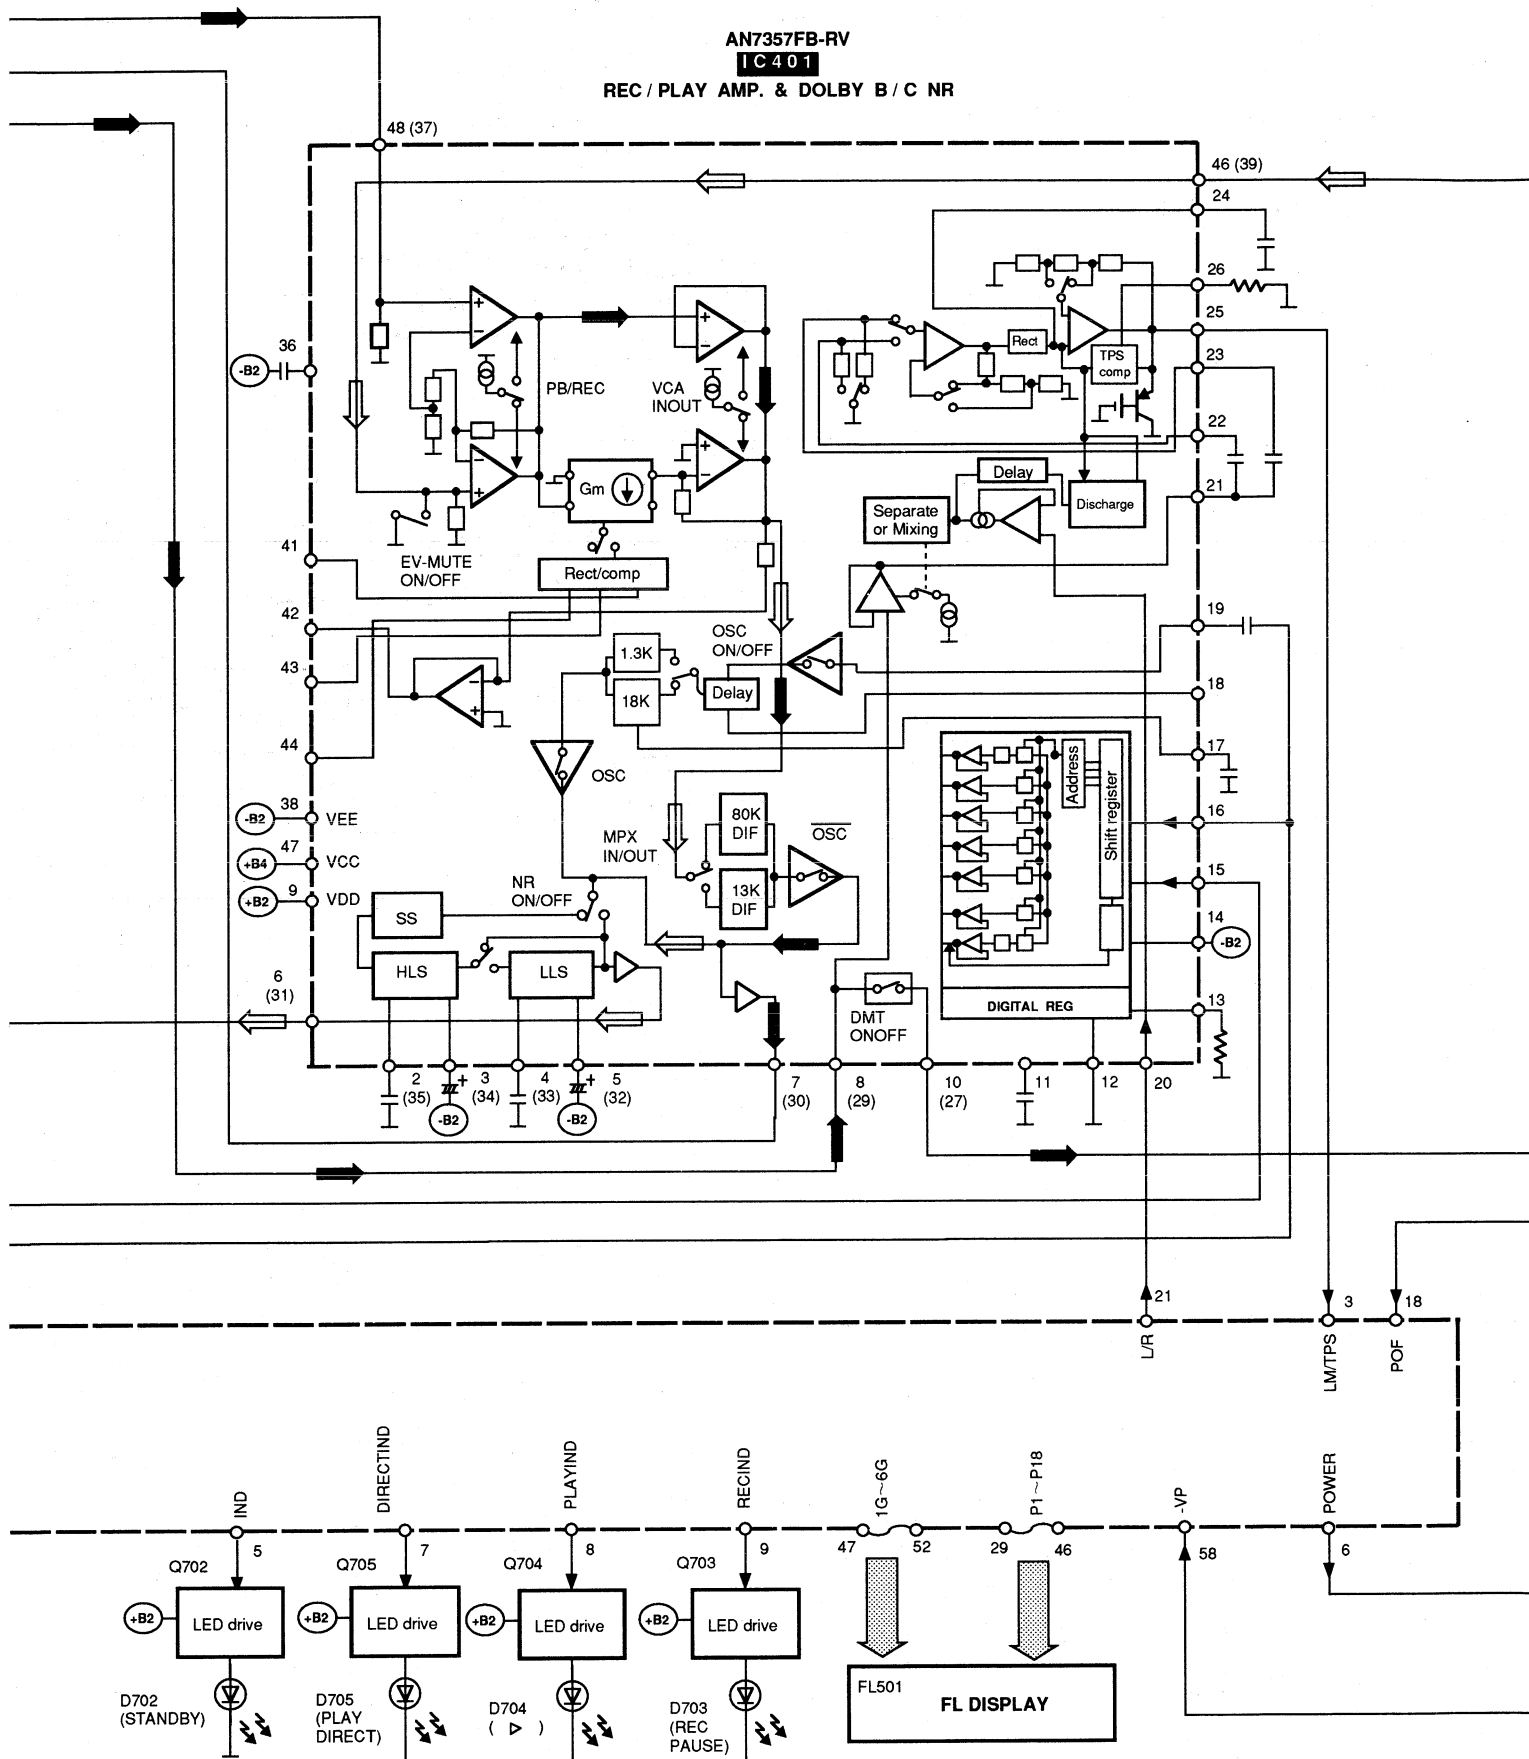 AN7357FB-RV
IC401
REC / PLAY AMP. & DOLBY B / C NR
48 (37)
46 (39)
24
26
25
23
22
21
36
-B2
+
−
+
−
PB/REC
VCA
INOUT
Rect
TPS
comp
−
+
Gm
+
−
Delay
Discharge
Separate
or Mixing
41
EV-MUTE
ON/OFF
Rect/comp
42
43
44
19
18
17
16
15
14
13
OSC
ON/OFF
1.3K
18K
Delay
−
+
OSC
Address
Shift register
DIGITAL REG
-B2
38
-B2
VEE
47
+B4
VCC
9
+B2
VDD
MPX
IN/OUT
80K
DIF
13K
DIF
OSC
NR
ON/OFF
SS
HLS
LLS
6
(31)
DMT
ONOFF
2
(35)
+
3
(34)
-B2
4
(33)
+
5
(32)
-B2
7
(30)
8
(29)
10
(27)
11
12
20
21
3
18
L/R
LM/TPS
POF
IND
DIRECTIND
PLAYIND
RECIND
1G~6G
P1~P18
-VP
POWER
5
7
8
9
47
52
29
46
58
6
Q702
Q705
Q704
Q703
+B2
LED drive
+B2
LED drive
+B2
LED drive
+B2
LED drive
D702
(STANDBY)
D705
(PLAY
DIRECT)
D704
( ▷ )
D703
(REC
PAUSE)
FL501
FL DISPLAY